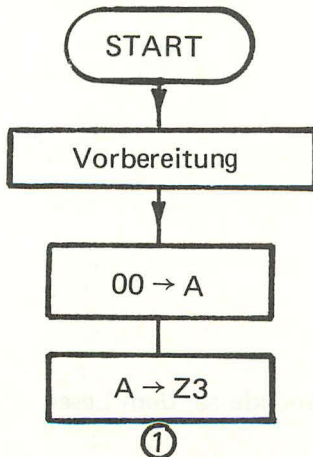 START
Vorbereitung
00 → A
A → Z3
1